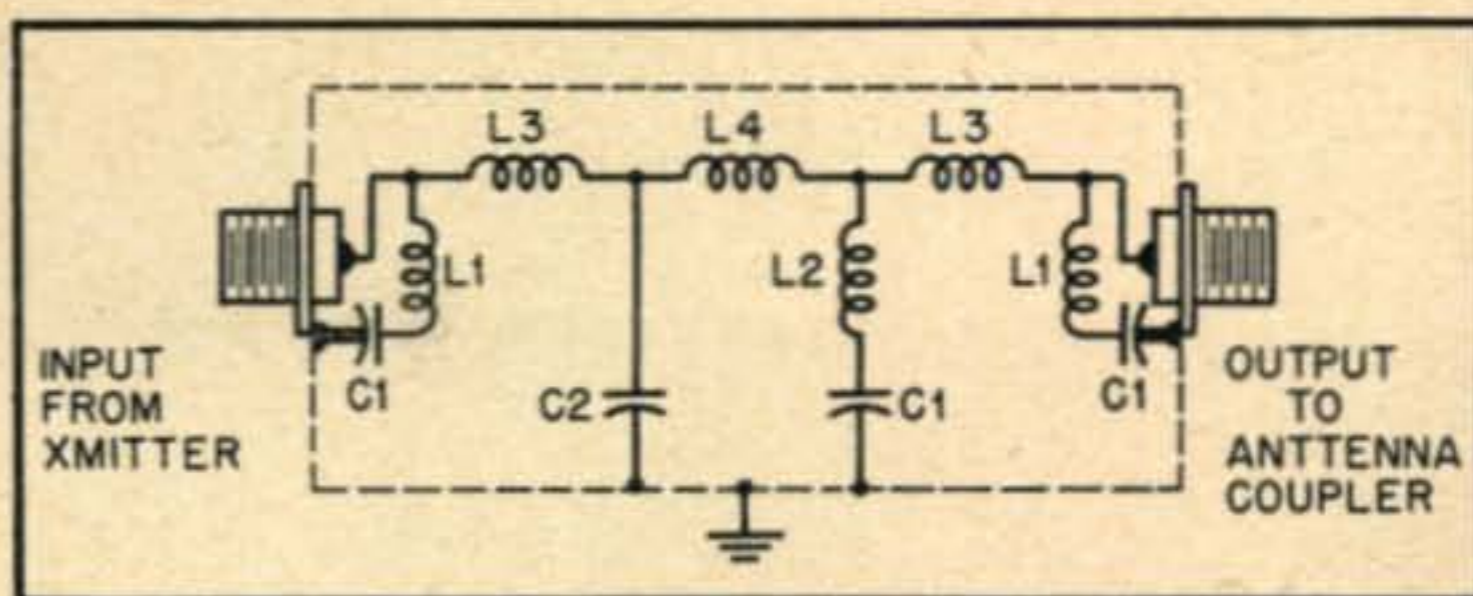 L3
L4
L3
L1
L2
L1
C1
C2
C1
C1
INPUT
FROM
XMITTER
OUTPUT
TO
ANTTENNA
COUPLER